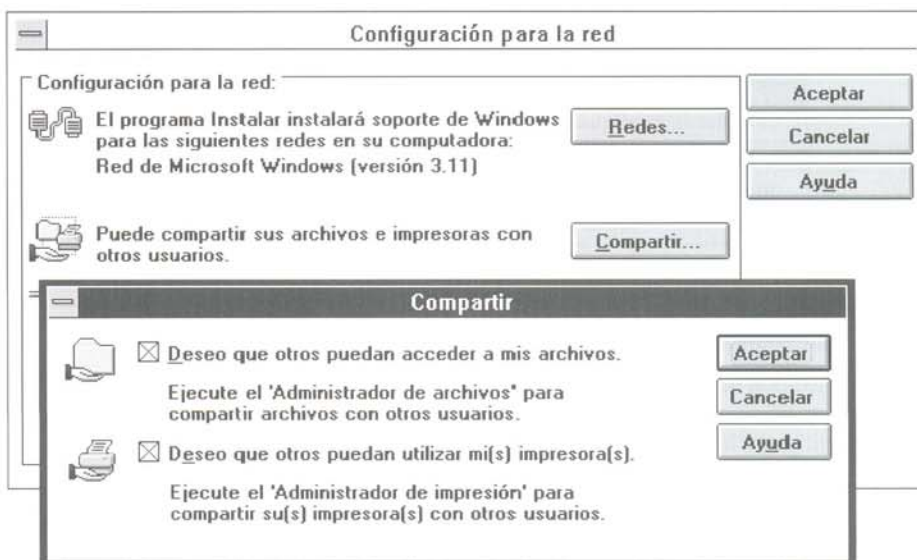 Configuración para la red
Configuración para la red:
El programa Instalar instalará soporte de Windows
para las siguientes redes en su computadora:
Red de Microsoft Windows (versión 3.11)
Redes...
Puede compartir sus archivos e impresoras con
otros usuarios.
Compartir...
Aceptar
Cancelar
Ayuda
Compartir
Deseo que otros puedan acceder a mis archivos.
Ejecute el 'Administrador de archivos' para
compartir archivos con otros usuarios.
Deseo que otros puedan utilizar mi(s) impresora(s).
Ejecute el 'Administrador de impresión' para
compartir su(s) impresora(s) con otros usuarios.
Aceptar
Cancelar
Ayuda